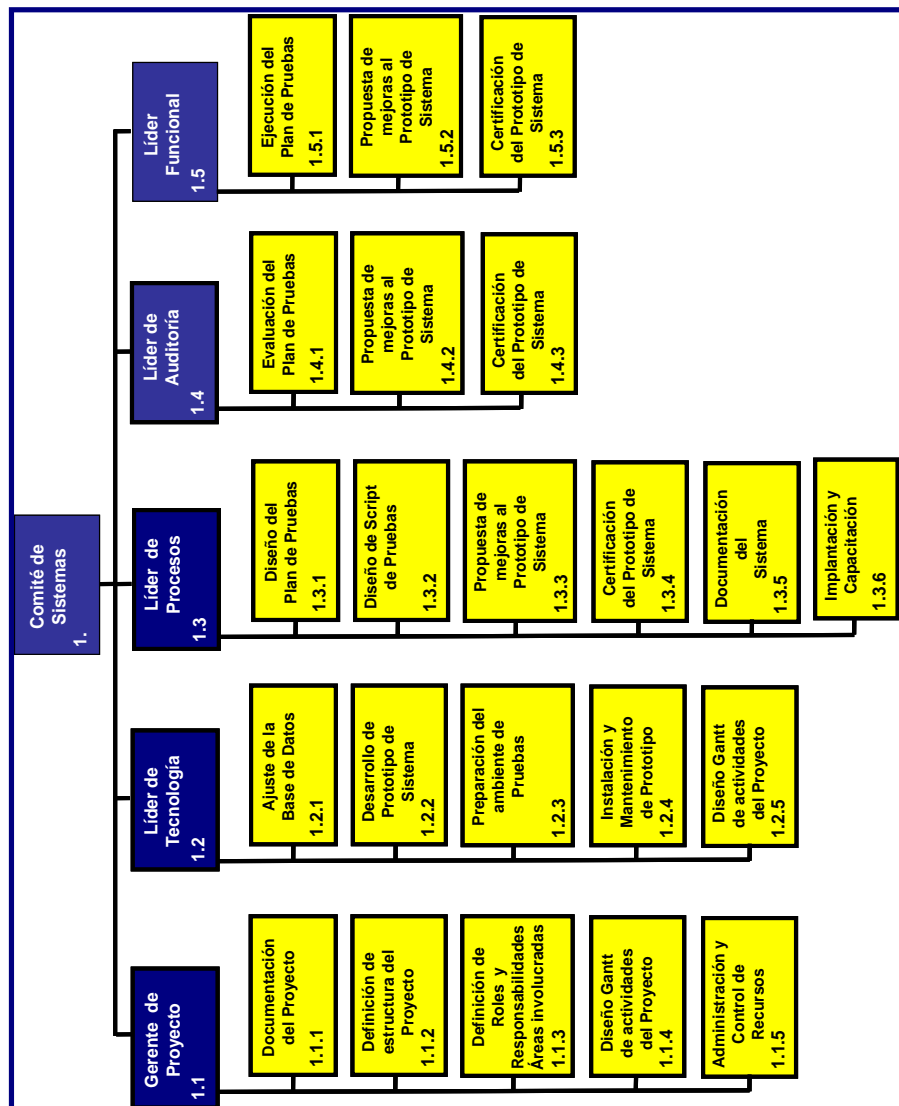 Comité de
Sistemas
1.
Gerente de
Proyecto
1.1
Documentación
del Proyecto
1.1.1
Definición de
estructura del
Proyecto
1.1.2
Definición de
Roles y
Responsabilidades
Áreas involucradas
1.1.3
Diseño Gantt
de actividades
del Proyecto
1.1.4
Administración y
Control de
Recursos
1.1.5
Líder de
Tecnología
1.2
Ajuste de la
Base de Datos
1.2.1
Desarrollo de
Prototipo de
Sistema
1.2.2
Preparación del
ambiente de
Pruebas
1.2.3
Instalación y
Mantenimiento
de Prototipo
1.2.4
Diseño Gantt
de actividades
del Proyecto
1.2.5
Líder de
Procesos
1.3
Diseño del
Plan de Pruebas
1.3.1
Diseño de Script
de Pruebas
1.3.2
Propuesta de
mejoras al
Prototipo de
Sistema
1.3.3
Certificación
del Prototipo de
Sistema
1.3.4
Documentación
del
Sistema
1.3.5
Implantación y
Capacitación
1.3.6
Líder de
Auditoría
1.4
Evaluación del
Plan de Pruebas
1.4.1
Propuesta de
mejoras al
Prototipo de
Sistema
1.4.2
Certificación
del Prototipo de
Sistema
1.4.3
Líder
Funcional
1.5
Ejecución del
Plan de Pruebas
1.5.1
Propuesta de
mejoras al
Prototipo de
Sistema
1.5.2
Certificación
del Prototipo de
Sistema
1.5.3